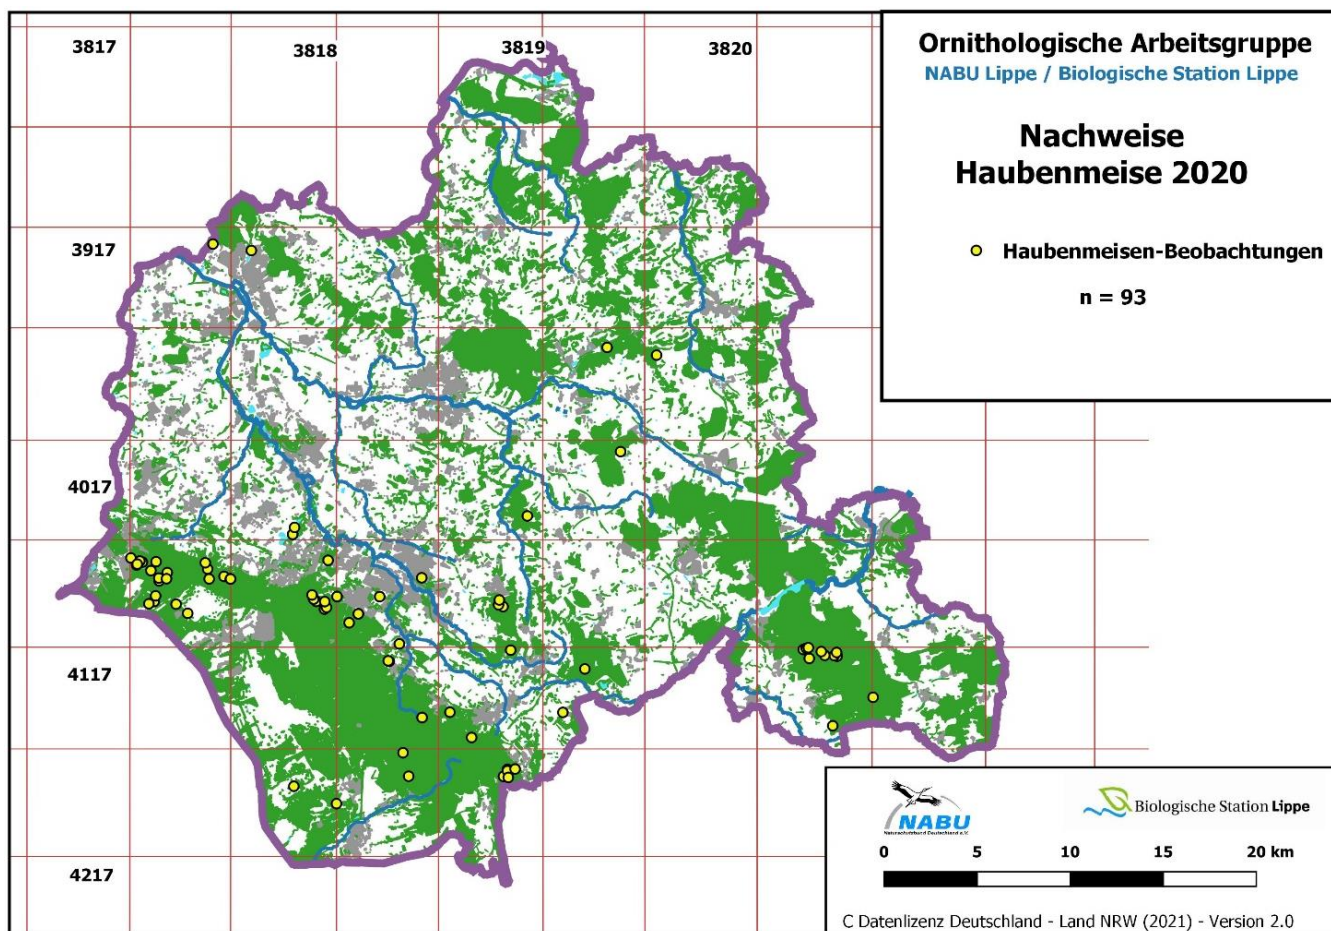 3817
3818
3819
3820
Ornithologische Arbeitsgruppe
NABU Lippe / Biologische Station Lippe
Nachweise
Haubenmeise 2020
Haubenmeisen-Beobachtungen
n = 93
3917
4017
4117
4217
NABU
Naturschutzbund Deutschland e.V.
Biologische Station Lippe
0 5 10 15 20 km
C Datenlizenz Deutschland - Land NRW (2021) - Version 2.0